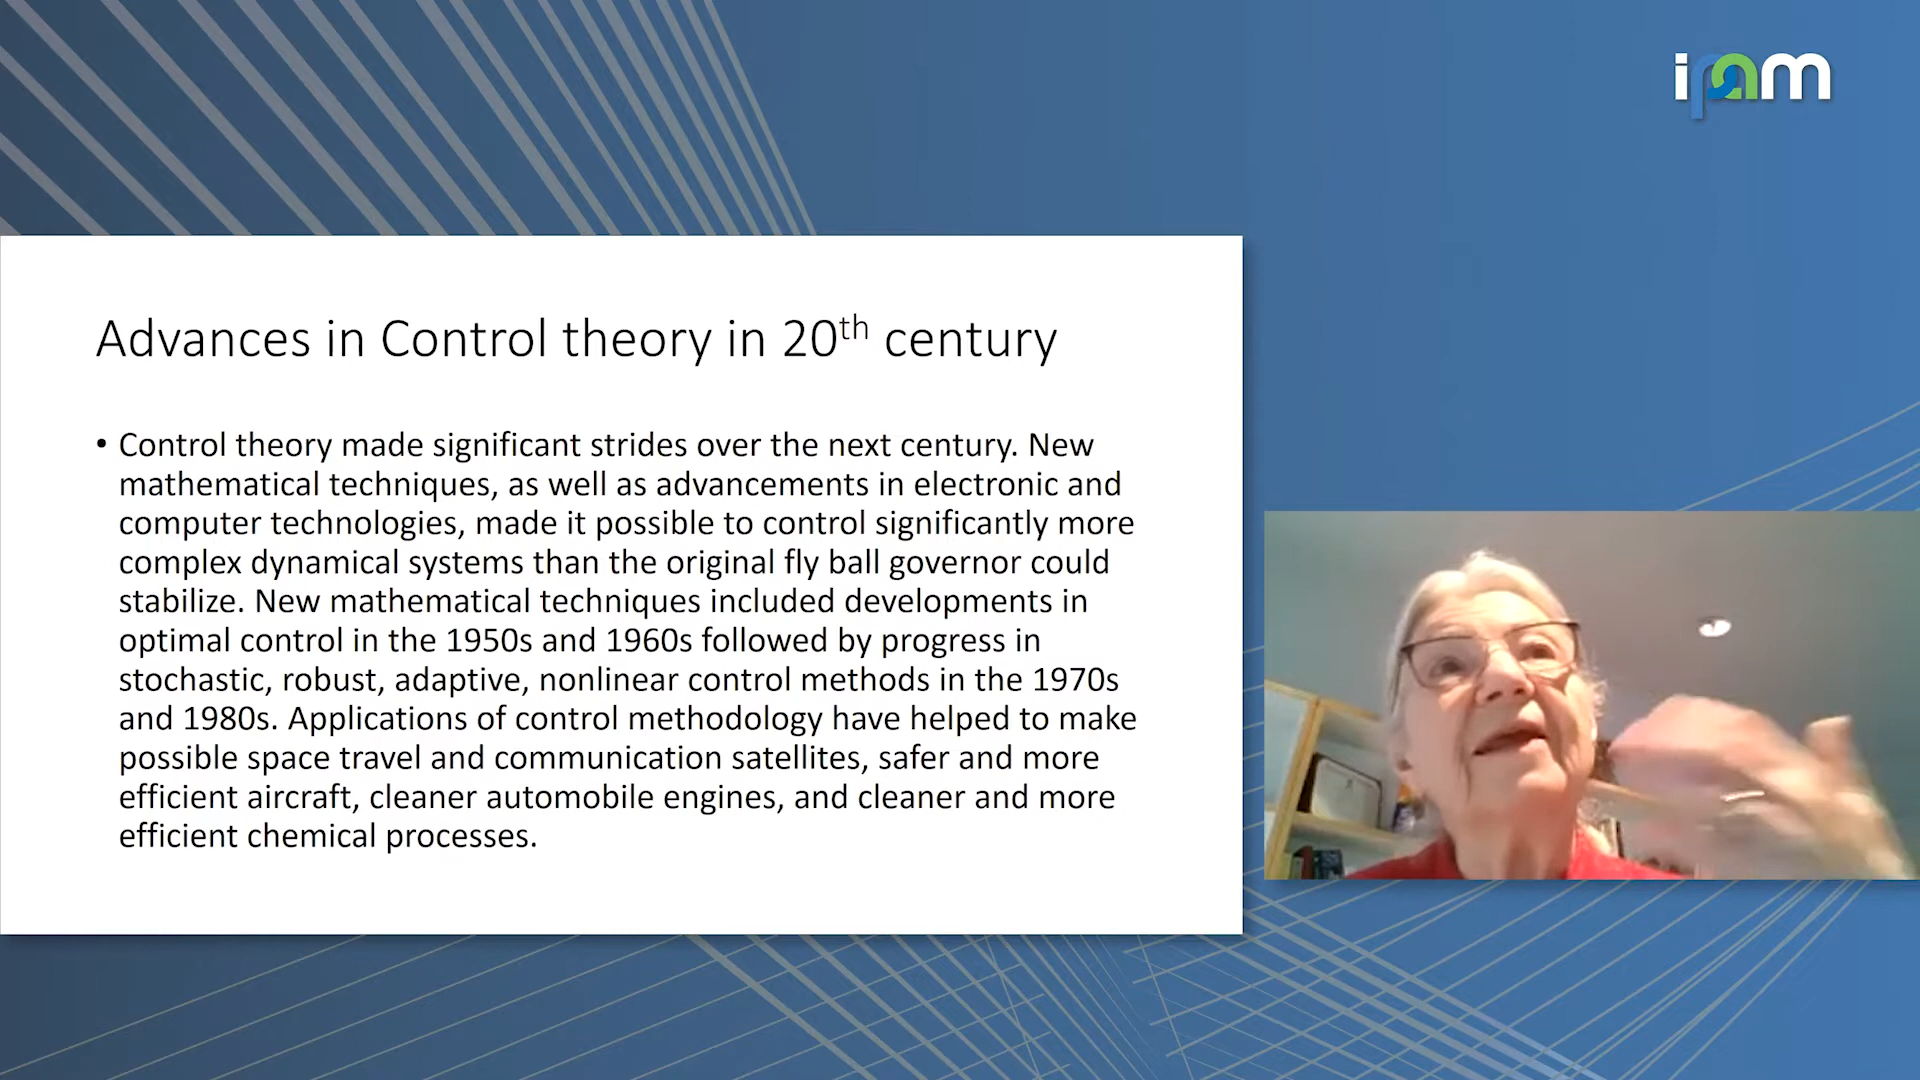 ipam
Advances in Control theory in 20th century
• Control theory made significant strides over the next century. New
mathematical techniques, as well as advancements in electronic and
computer technologies, made it possible to control significantly more
complex dynamical systems than the original fly ball governor could
stabilize. New mathematical techniques included developments in
optimal control in the 1950s and 1960s followed by progress in
stochastic, robust, adaptive, nonlinear control methods in the 1970s
and 1980s. Applications of control methodology have helped to make
possible space travel and communication satellites, safer and more
efficient aircraft, cleaner automobile engines, and cleaner and more
efficient chemical processes.